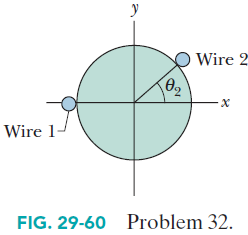 y
Wire 2
θ₂
x
Wire 1
FIG. 29-60 Problem 32.